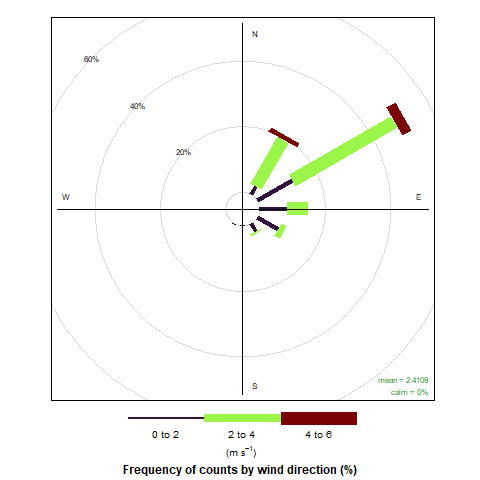 N
60%
40%
20%
W
E
S
mean = 2.4109
calm = 0%
0 to 2
2 to 4
4 to 6
(m s⁻¹)
Frequency of counts by wind direction (%)